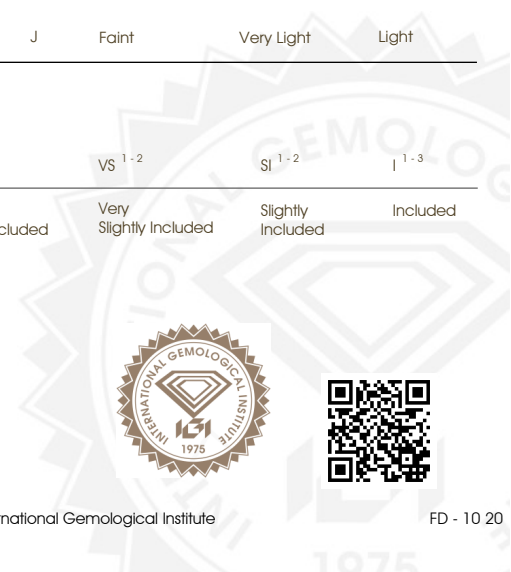 J Faint Very Light Light
VS 1 - 2 SI 1 - 2 I 1 - 3
Very Slightly Included
Slightly Included
Included
cluded
INTERNATIONAL GEMOLOGICAL INSTITUTE
IGI
1975
rnational Gemological Institute
FD - 10 20